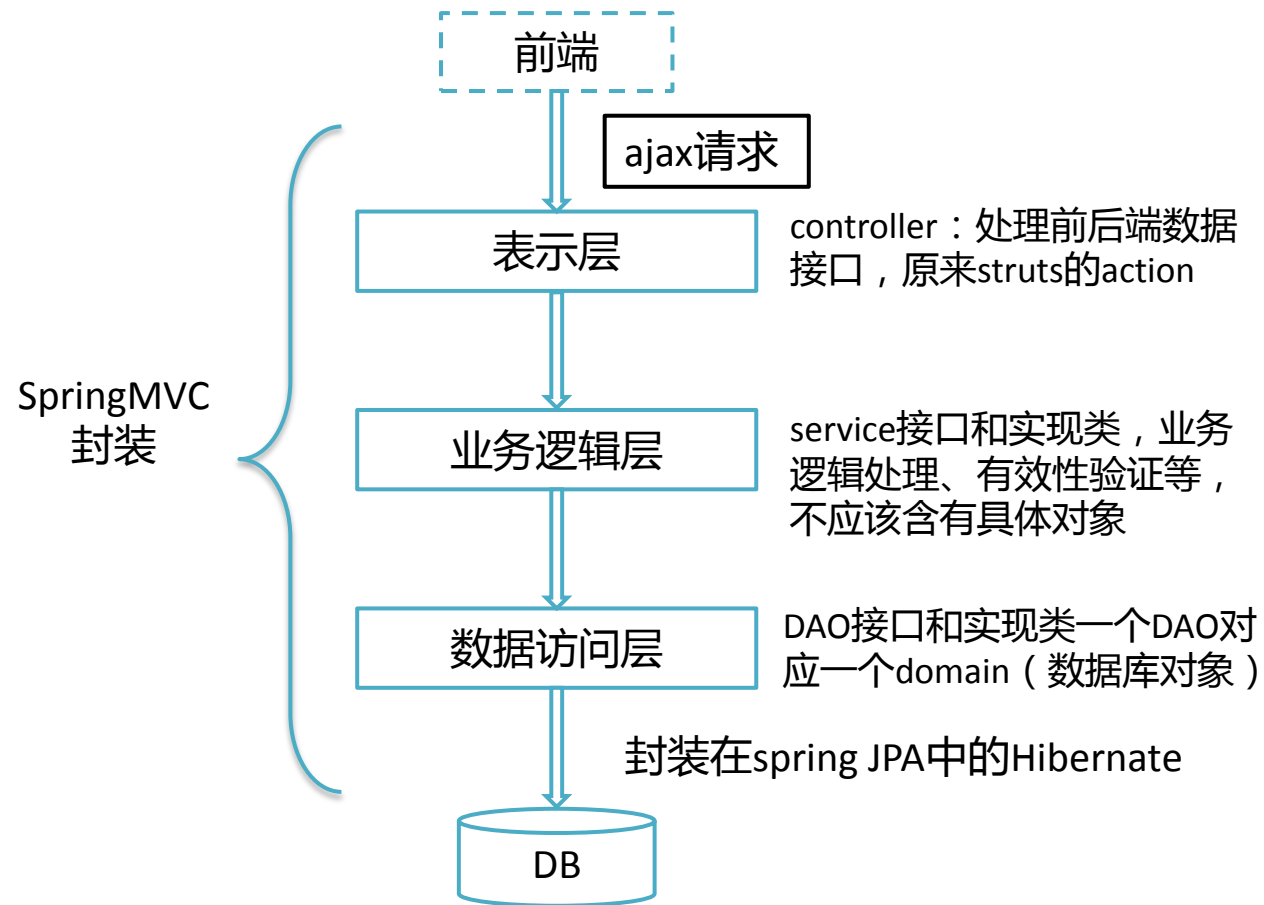 前端
ajax请求
表示层
controller：处理前后端数据
接口，原来struts的action
SpringMVC
封装
业务逻辑层
service接口和实现类，业务
逻辑处理、有效性验证等，
不应该含有具体对象
数据访问层
DAO接口和实现类一个DAO对
应一个domain（数据库对象）
封装在spring JPA中的Hibernate
DB